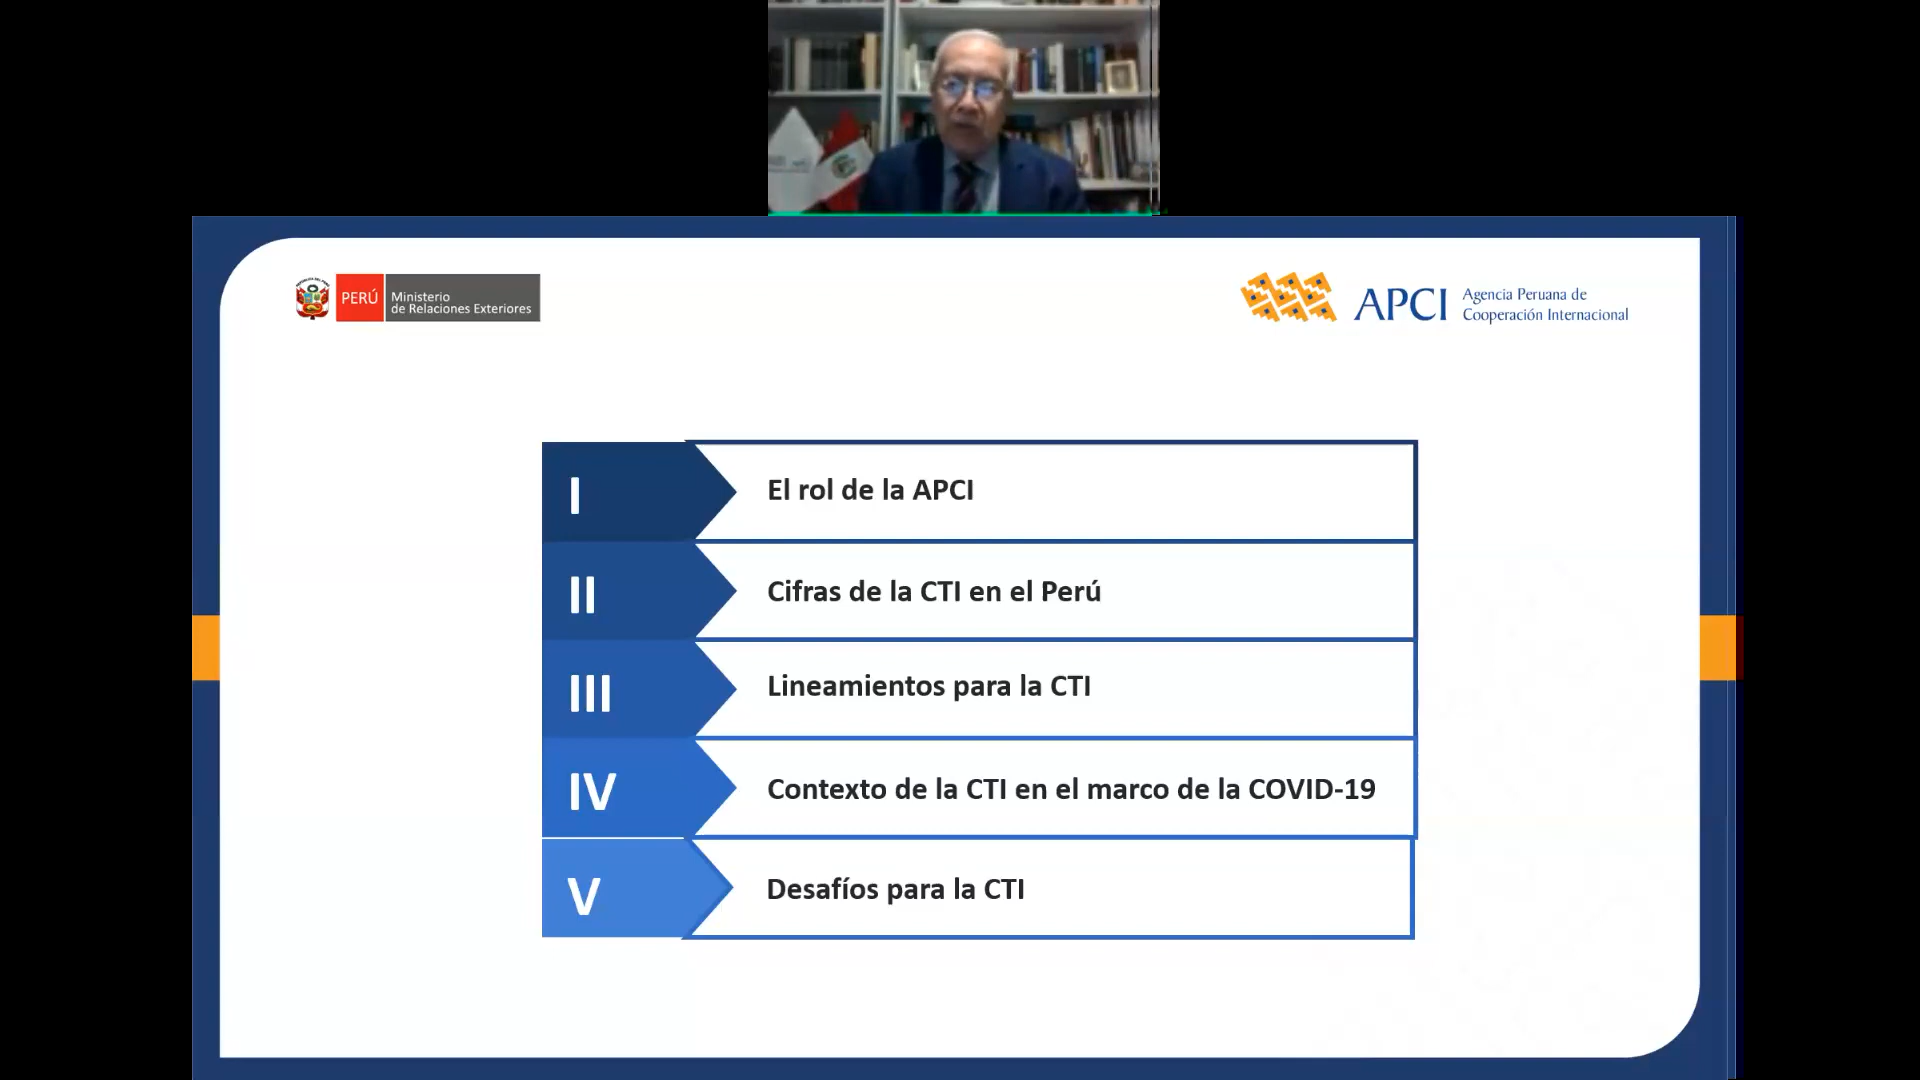 PERÚ
Ministerio
de Relaciones Exteriores
APCI
Agencia Peruana de
Cooperación Internacional
I
El rol de la APCI
II
Cifras de la CTI en el Perú
III
Lineamientos para la CTI
IV
Contexto de la CTI en el marco de la COVID-19
V
Desafíos para la CTI